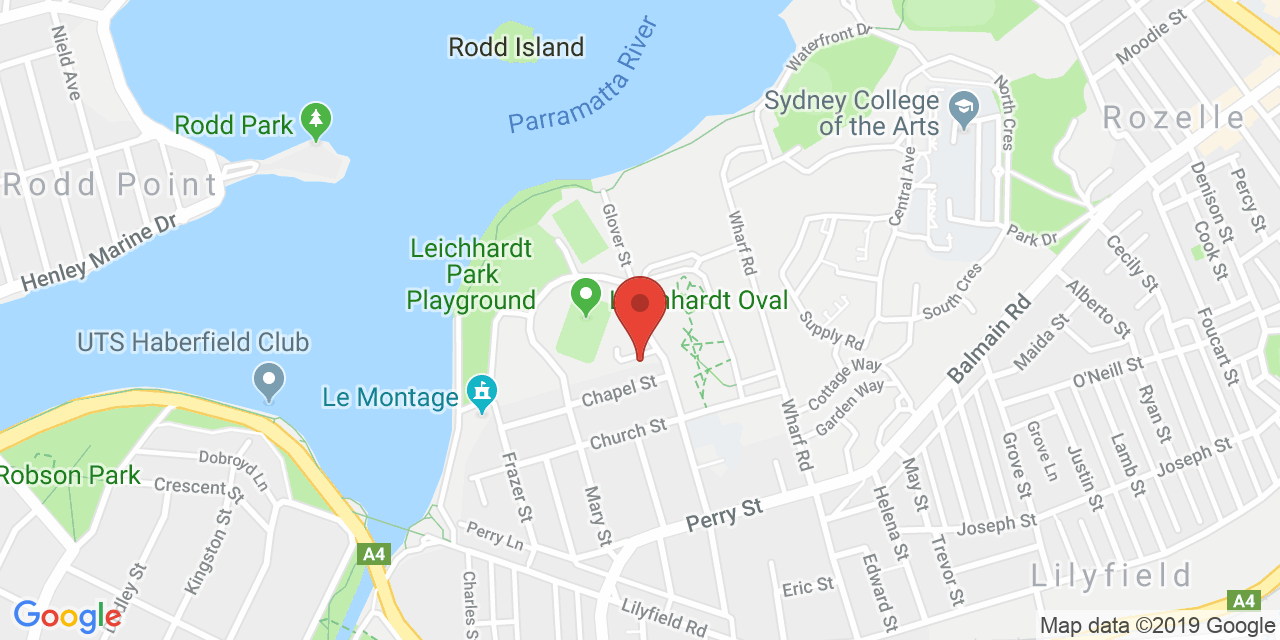 Nield Ave
Rodd Island
Parramatta River
Waterfront Dr
Moodie St
Rodd Park
Sydney College
of the Arts
North Cres
Rozelle
Rodd Point
Central Ave
Denison St
Percy St
Henley Marine Dr
Glover St
Wharf Rd
Park Dr
Cook St
Cecily St
Leichhardt
Park
Playground
South Cres
Alberto St
hardt Oval
Foucart St
UTS Haberfield Club
Supply Rd
Balmain Rd
Maida St
Le Montage
Chapel St
Cottage Way
O'Neill St
Garden Way
Ryan St
Church St
Wharf Rd
Robson Park
Dobroyd Ln
Crescent St
Frazer St
Mary St
Grove St
Grove Ln
Justin St
Lamb St
Joseph St
Kingston St
Perry Ln
Perry St
May St
Helena St
Joseph St
A4
Trevor St
Edward St
Eric St
Lilyfield
Charles S
Lilyfield Rd
dley St
A4
Google
Map data ©2019 Google